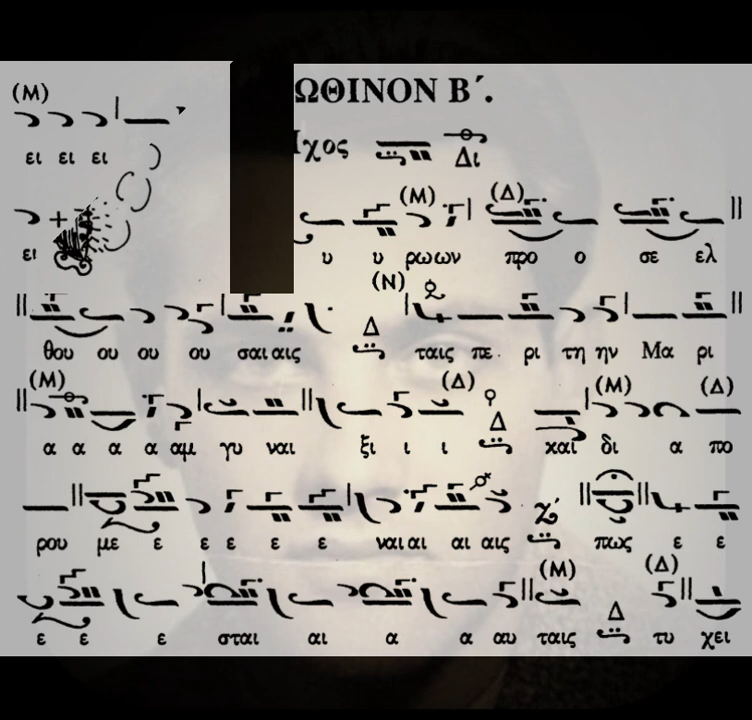 (Μ)
ΩΘΙΝΟΝ Β΄.
ει ει ει
χος Δι
(Μ) (Δ)
ει υ υ ρωων προ ο σε ελ
(Ν)
Δ
θου ου ου ου σαι αις ταις πε ρι τη ην Μα ρι
(Μ) (Δ) (Μ) (Δ)
Δ
α α α α αμ γυ ναι ξι ι ι και δι α πο
ρου με ε ε ε ε ε ναι αι αι αις πως ε ε
(Μ) (Δ)
Δ
ε ε ε σται αι α α αυ ταις τυ χει